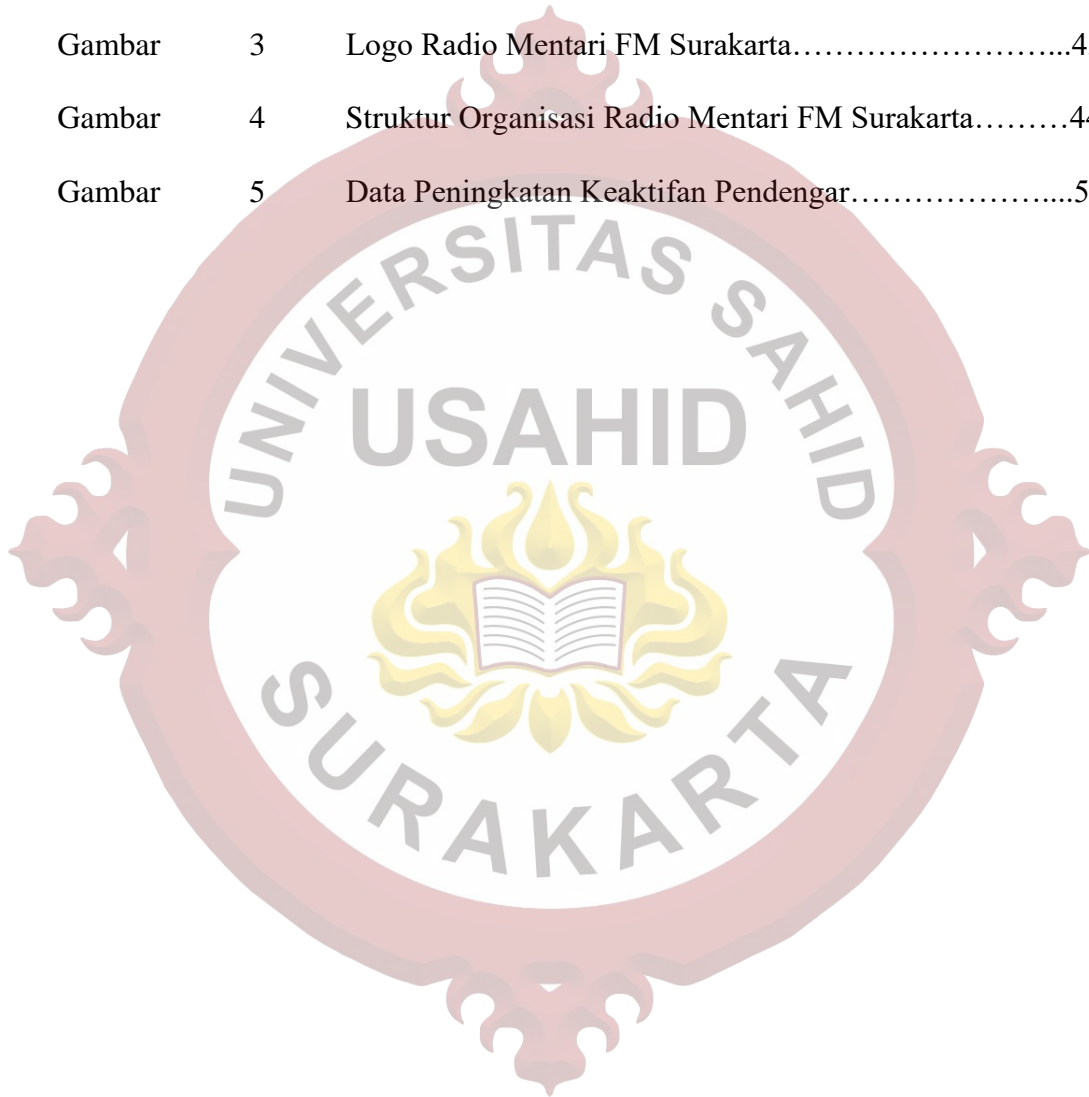 Gambar 3 Logo Radio Mentari FM Surakarta……………………...4
Gambar 4 Struktur Organisasi Radio Mentari FM Surakarta………44
Gambar 5 Data Peningkatan Keaktifan Pendengar………………....5
UNIVERSITAS SAHID
USAHID
SURAKARTA